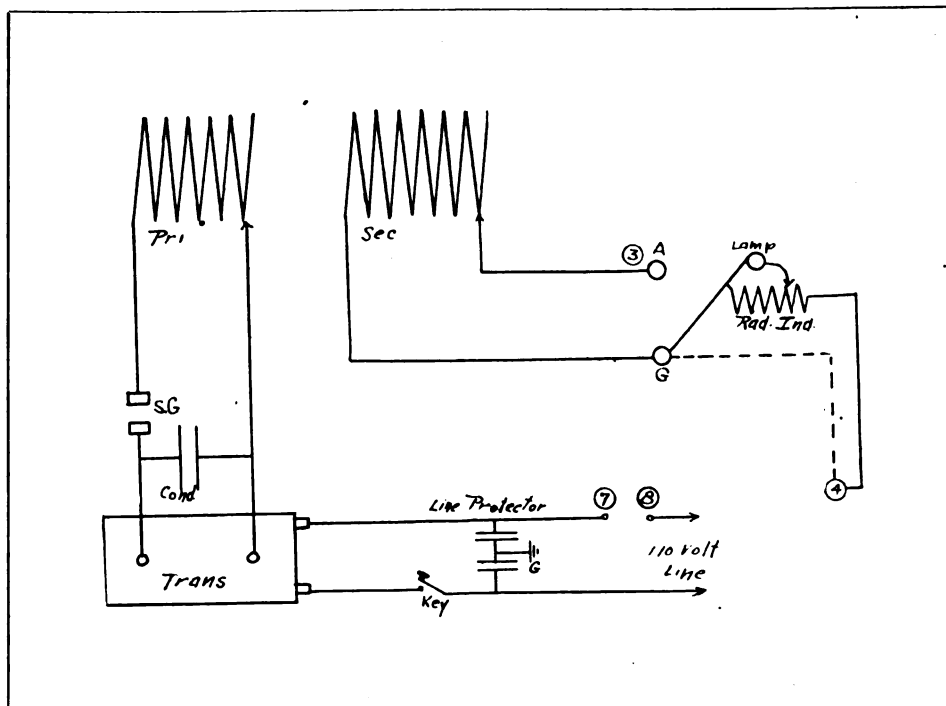 Pri
Sec
③ A
Lamp
Rad. Ind.
G
S.G
Cond
④
Line Protector
⑦ ⑧
G
110 Volt
Line
Trans
Key